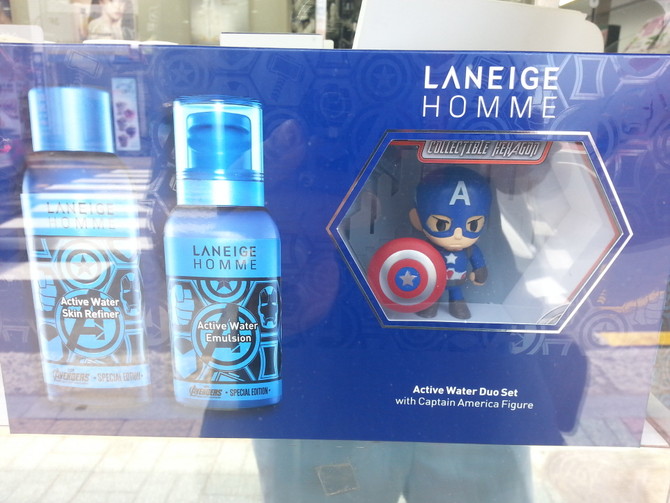 LANEIGE
HOMME
COLLECTIBLE HEXAGON
A
LANEIGE
HOMME
Active Water
Skin Refiner
AVENGERS • SPECIAL EDITION •
LANEIGE
HOMME
Active Water
Emulsion
AVENGERS • SPECIAL EDITION •
Active Water Duo Set
with Captain America Figure